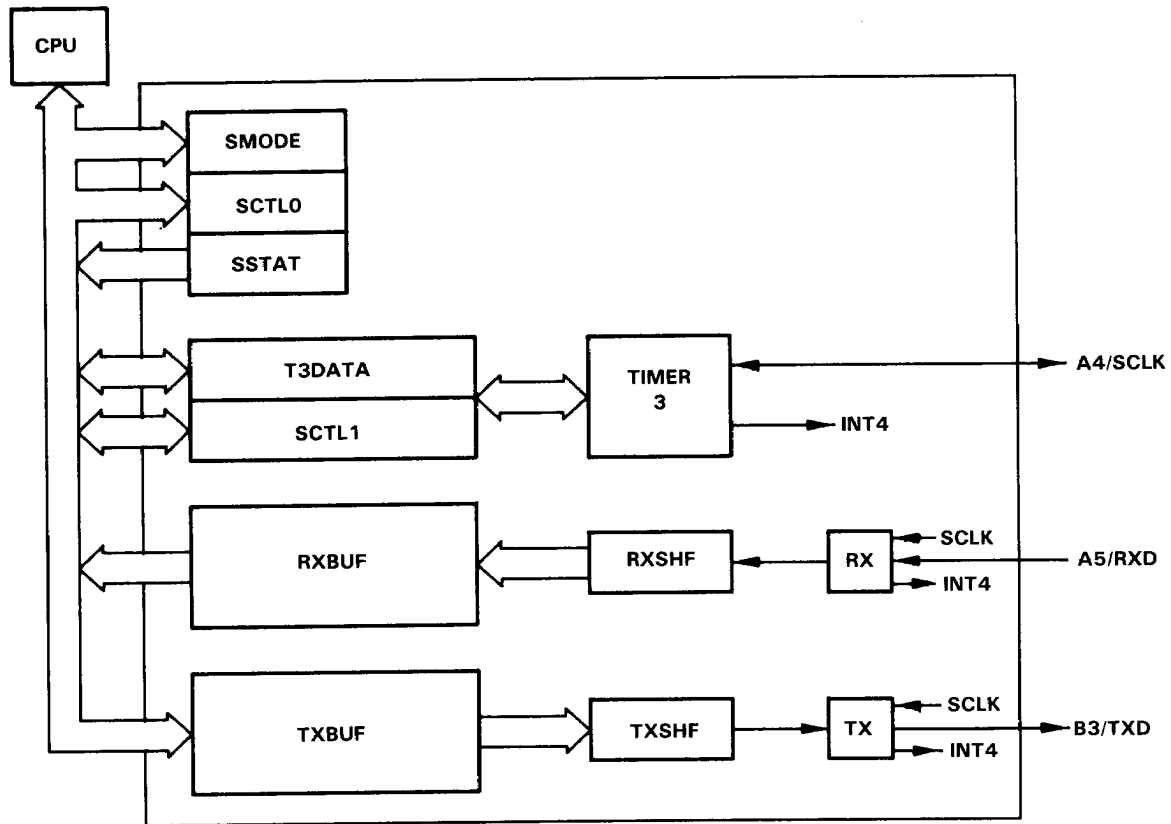 CPU
SMODE
SCTL0
SSTAT
T3DATA
SCTL1
TIMER
3
A4/SCLK
INT4
RXBUF
RXSHF
RX
SCLK
A5/RXD
INT4
TXBUF
TXSHF
TX
SCLK
B3/TXD
INT4